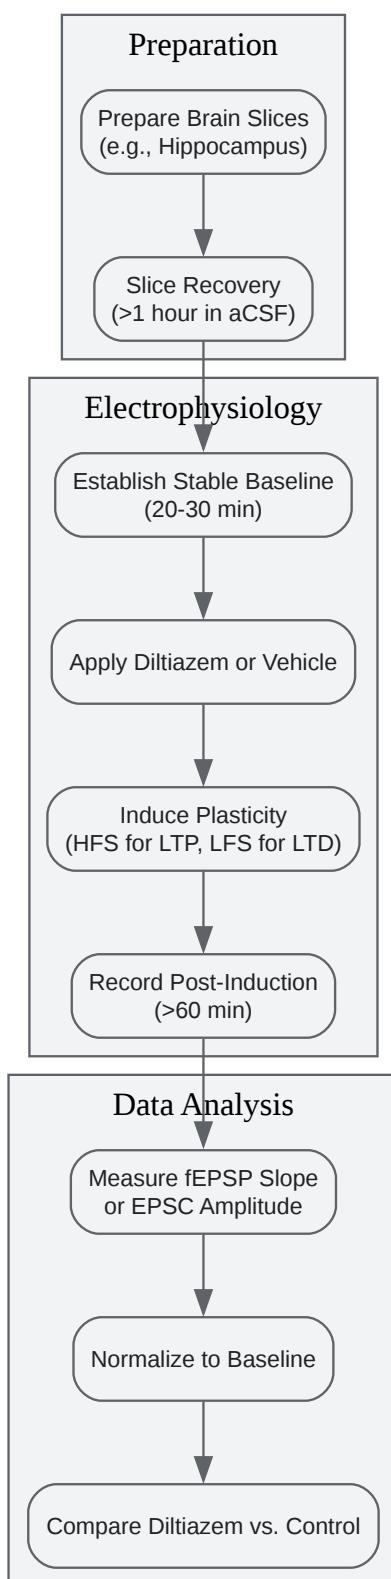 Preparation
Prepare Brain Slices
(e.g., Hippocampus)
Slice Recovery
(>1 hour in aCSF)
Electrophysiology
Establish Stable Baseline
(20-30 min)
Apply Diltiazem or Vehicle
Induce Plasticity
(HFS for LTP, LFS for LTD)
Record Post-Induction
(>60 min)
Data Analysis
Measure fEPSP Slope
or EPSC Amplitude
Normalize to Baseline
Compare Diltiazem vs. Control